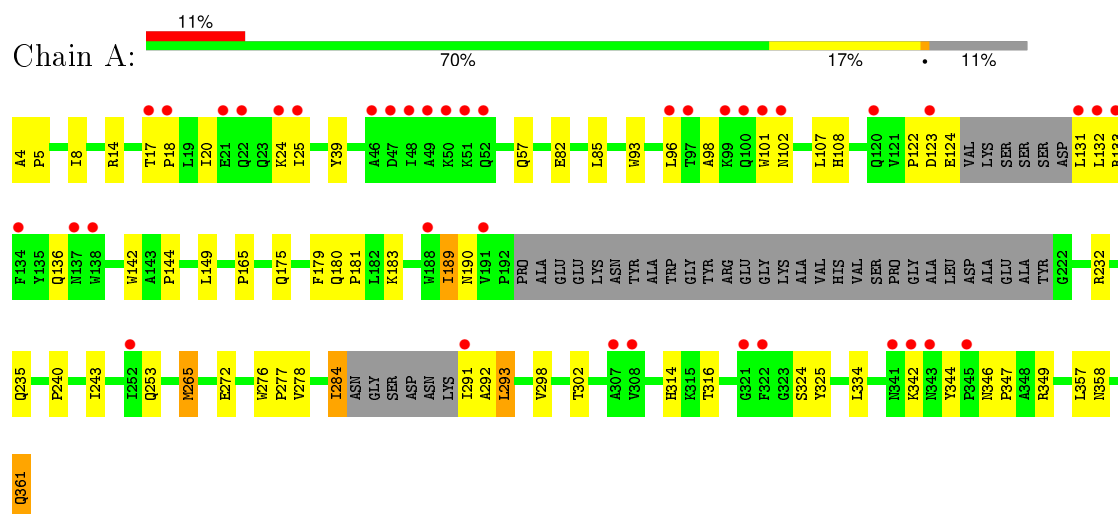 11%
Chain A:
70% 17% • 11%
A4 P5 I8 R14 T17 P18 L19 I20 E21 Q22 Q23 K24 I25 Y39 A46 D47 I48 A49 K50 K51 Q52 Q57 E82 L85 W93 L96 T97 A98 K99 Q100 W101 N102 L107 H108 Q120 V121 P122 D123 E124 VAL LYS SER SER SER ASP L131 L132
F134 Y135 Q136 N137 W138 W142 A143 P144 L149 P165 Q175 F179 Q180 P181 L182 K183 W188 I189 N190 V191 P192 PRO ALA GLU GLU LYS ASN TYR ALA TRP GLY TYR ARG GLU GLY LYS ALA VAL HIS VAL SER PRO GLY ALA LEU ASP ALA GLU ALA TYR G222 R232
Q235 P240 I243 I252 Q253 M265 E272 W276 P277 V278 I284 ASN GLY SER ASP ASN LYS I291 A292 L293 V298 T302 A307 V308 H314 K315 T316 G321 F322 G323 S324 Y325 L334 N341 K342 N343 Y344 P345 N346 P347 A348 R349 L357 N358
Q361